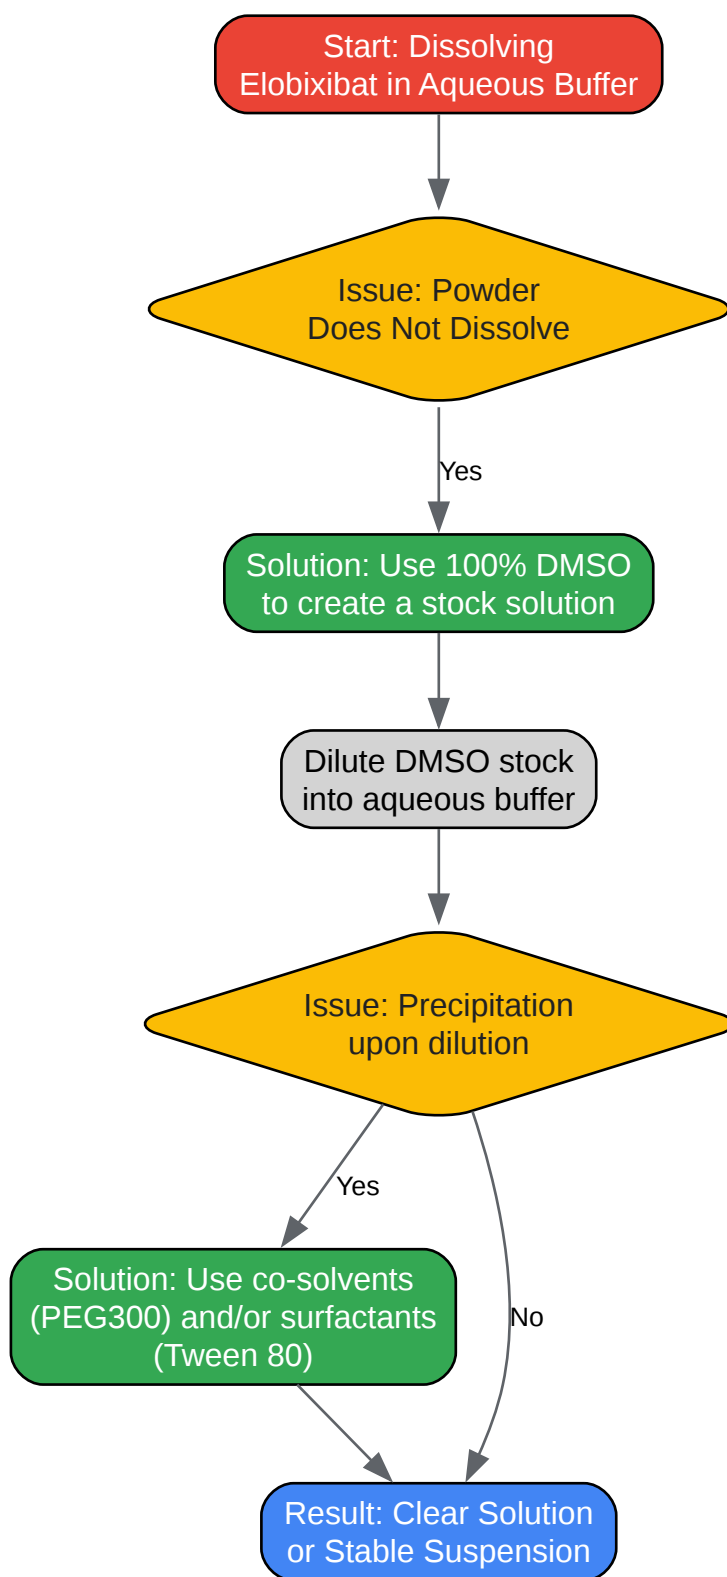 Start: Dissolving
Elobixibat in Aqueous Buffer
Issue: Powder
Does Not Dissolve
Yes
Solution: Use 100% DMSO
to create a stock solution
Dilute DMSO stock
into aqueous buffer
Issue: Precipitation
upon dilution
Yes
Solution: Use co-solvents
(PEG300) and/or surfactants
(Tween 80)
No
Result: Clear Solution
or Stable Suspension